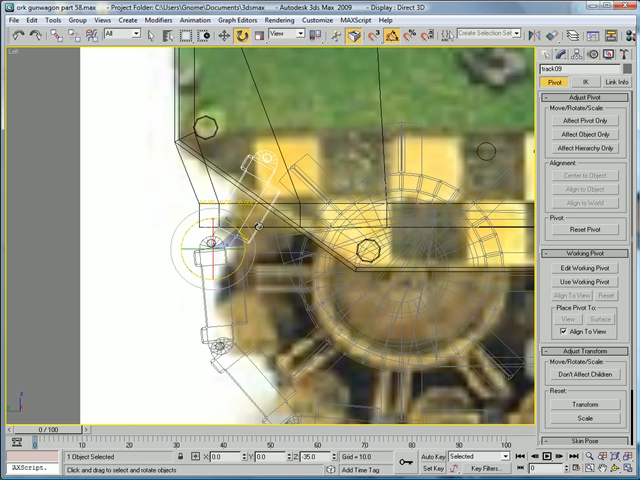 ork gunwagon part 58.max - Project Folder: C:\Users\Gnome\Documents\3dsmax - Autodesk 3ds Max 2009 - Display : Direct 3D
File Edit Tools Group Views Create Modifiers Animation Graph Editors Rendering Customize MAXScript Help
All View Create Selection Set
Left
track09
Pivot IK Link Info
Adjust Pivot
Move/Rotate/Scale:
Affect Pivot Only
Affect Object Only
Affect Hierarchy Only
Alignment:
Center to Object
Align to Object
Align to World
Pivot:
Reset Pivot
Working Pivot
Edit Working Pivot
Use Working Pivot
Align To View Reset
Place Pivot To:
View Surface
Align To View
Adjust Transform
Move/Rotate/Scale:
Don't Affect Children
Reset:
Transform
Scale
Skin Pose
0 / 100
0 10 20 30 40 50 60 70 80 90 100
1 Object Selected X: 0.0 Y: 0.0 Z: -35.0 Grid = 10.0 Auto Key Selected
AXScript. Click and drag to select and rotate objects Add Time Tag Set Key Key Filters... 0